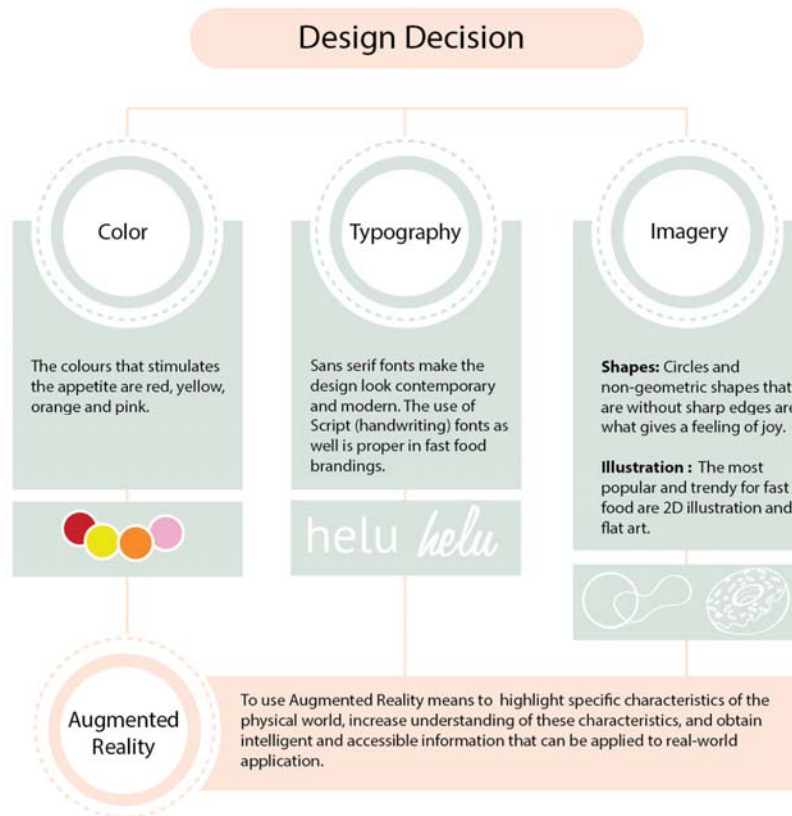 Design Decision
Color
The colours that stimulates
the appetite are red, yellow,
orange and pink.
Typography
Sans serif fonts make the
design look contemporary
and modern. The use of
Script (handwriting) fonts as
well is proper in fast food
brandings.
helu helu
Imagery
Shapes: Circles and
non-geometric shapes that
are without sharp edges are
what gives a feeling of joy.
Illustration : The most
popular and trendy for fast
food are 2D illustration and
flat art.
Augmented
Reality
To use Augmented Reality means to highlight specific characteristics of the
physical world, increase understanding of these characteristics, and obtain
intelligent and accessible information that can be applied to real-world
application.